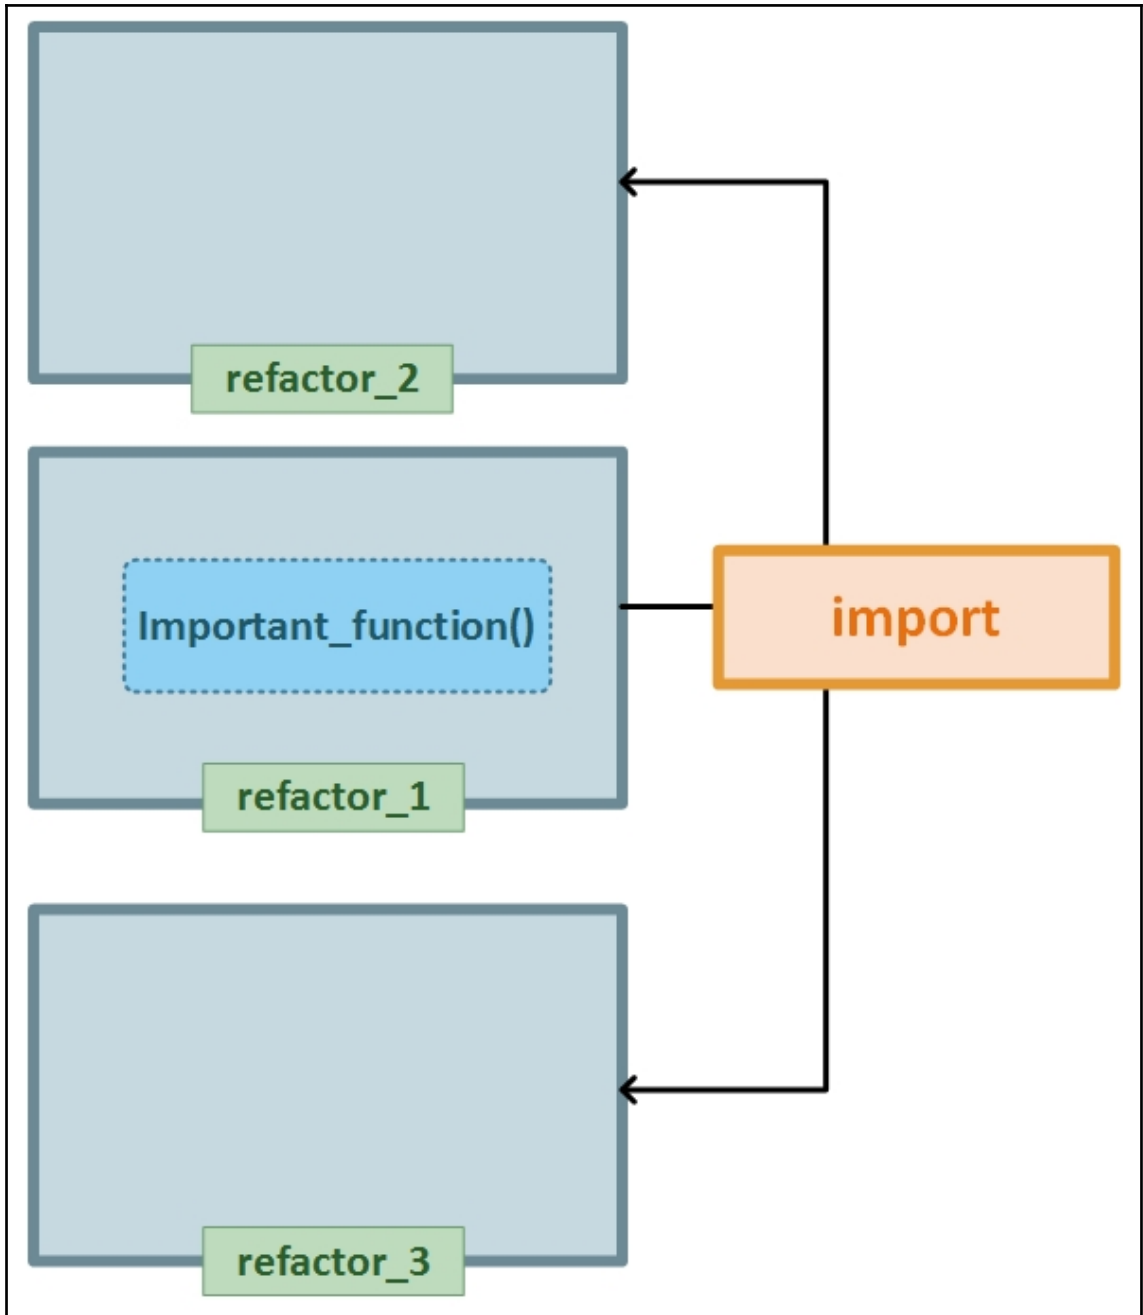 refactor_2
Important_function()
import
refactor_1
refactor_3